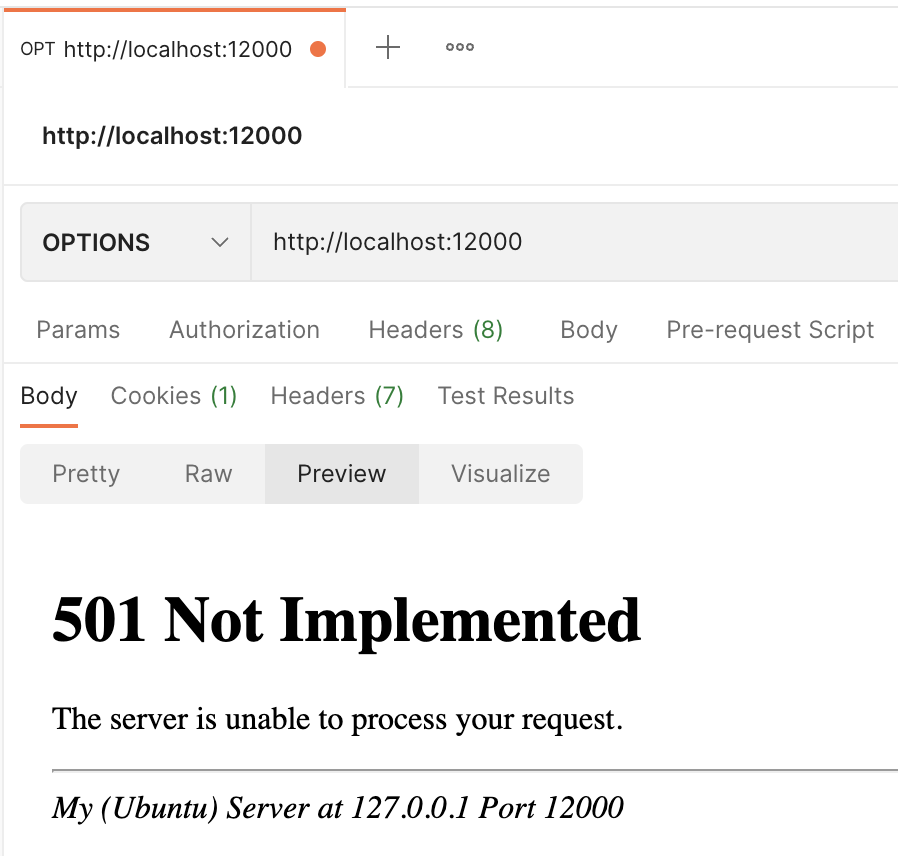 OPT http://localhost:12000
http://localhost:12000
OPTIONS http://localhost:12000
Params Authorization Headers (8) Body Pre-request Script
Body Cookies (1) Headers (7) Test Results
Pretty Raw Preview Visualize
501 Not Implemented
The server is unable to process your request.
My (Ubuntu) Server at 127.0.0.1 Port 12000